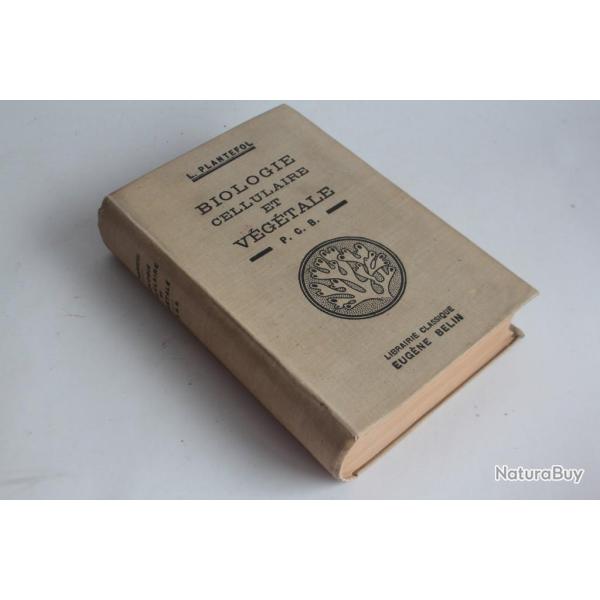 L. PLANTEFOL
BIOLOGIE
CELLULAIRE
ET
VÉGÉTALE
P. C. B.
LIBRAIRIE CLASSIQUE
EUGÈNE BELIN
NaturaBuy